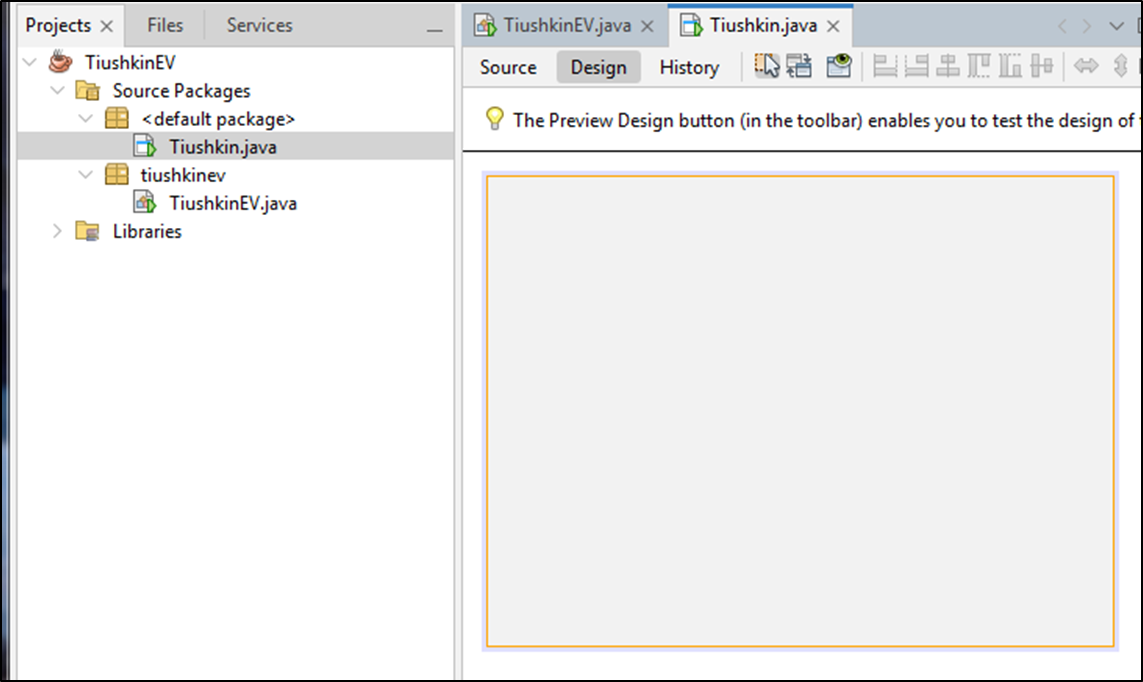 Projects Files Services
TiushkinEV
Source Packages
<default package>
Tiushkin.java
tiushkinev
TiushkinEV.java
Libraries
TiushkinEV.java Tiushkin.java
Source Design History
The Preview Design button (in the toolbar) enables you to test the design of